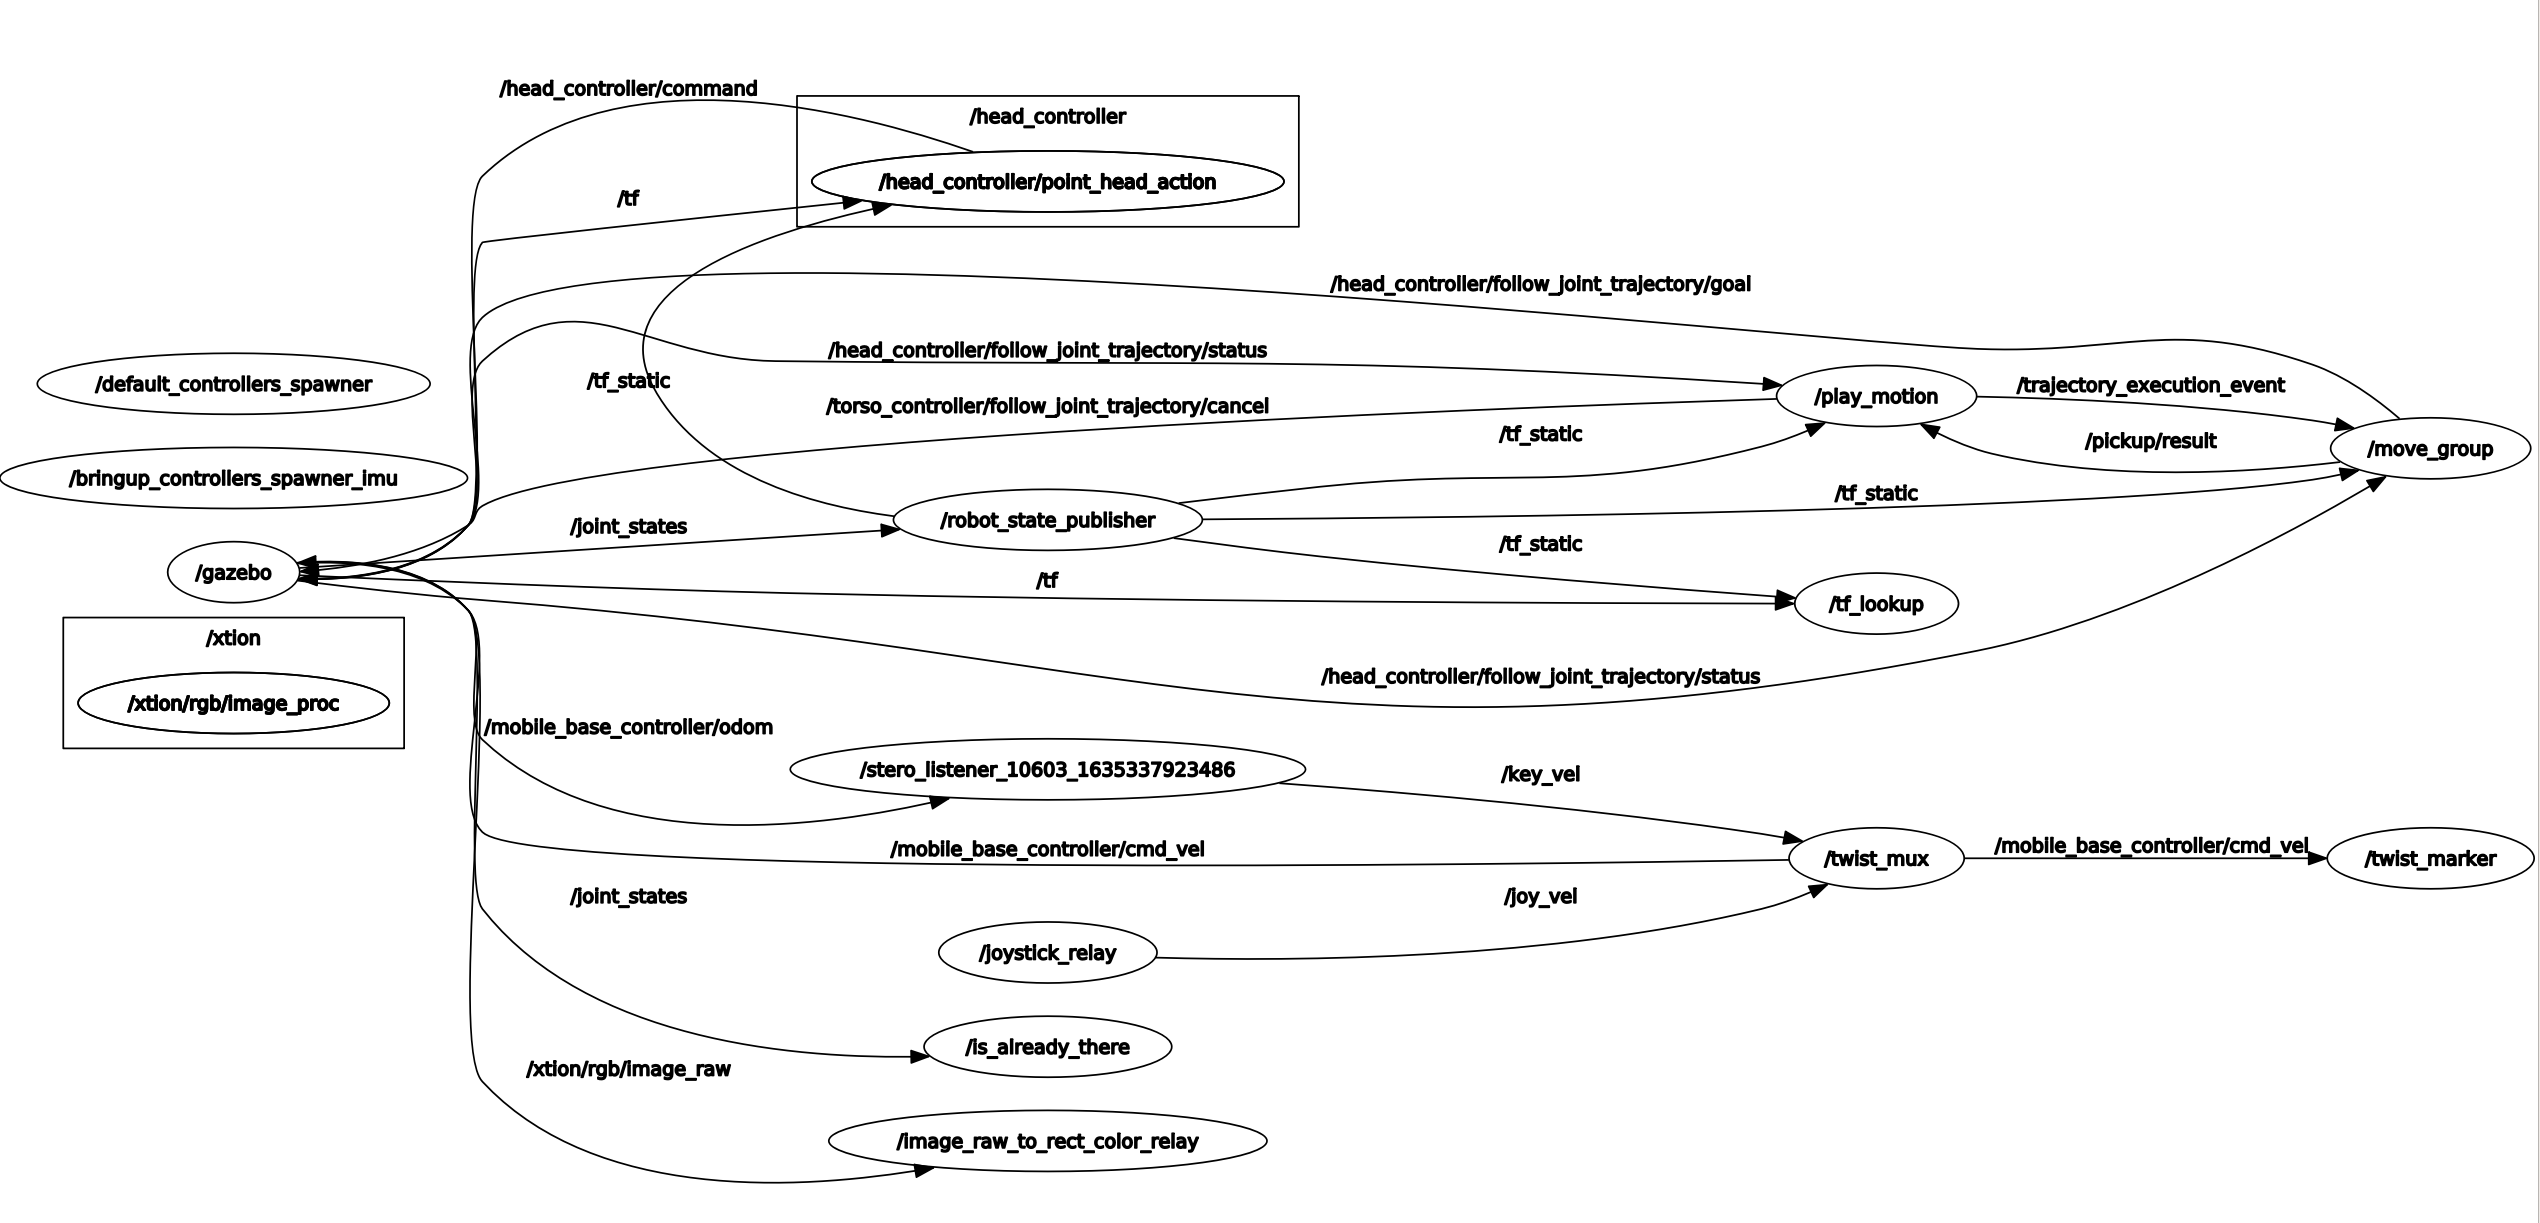 /head_controller/command
/head_controller
/head_controller/point_head_action
/tf
/head_controller/follow_joint_trajectory/goal
/head_controller/follow_joint_trajectory/status
/default_controllers_spawner
/tf_static
/play_motion
/trajectory_execution_event
/torso_controller/follow_joint_trajectory/cancel
/tf_static
/pickup/result
/move_group
/bringup_controllers_spawner_imu
/tf_static
/joint_states
/robot_state_publisher
/tf_static
/gazebo
/tf
/tf_lookup
/xtion
/head_controller/follow_joint_trajectory/status
/xtion/rgb/image_proc
/mobile_base_controller/odom
/stero_listener_10603_1635337923486
/key_vel
/mobile_base_controller/cmd_vel
/twist_mux
/mobile_base_controller/cmd_vel
/twist_marker
/joint_states
/joy_vel
/joystick_relay
/is_already_there
/xtion/rgb/image_raw
/image_raw_to_rect_color_relay